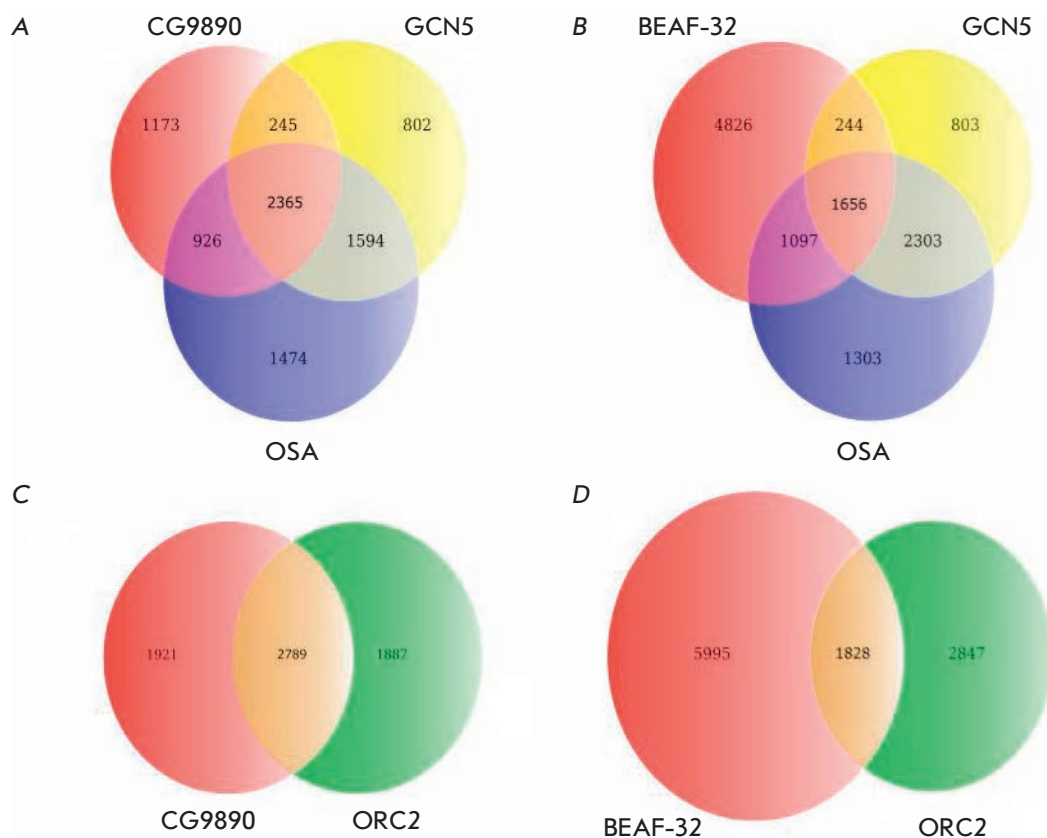 A
CG9890
GCN5
1173
245
802
2365
926
1594
1474
OSA
B
BEAF-32
GCN5
4826
244
803
1656
1097
2303
1303
OSA
C
1921
2789
1887
CG9890
ORC2
D
5995
1828
2847
BEAF-32
ORC2